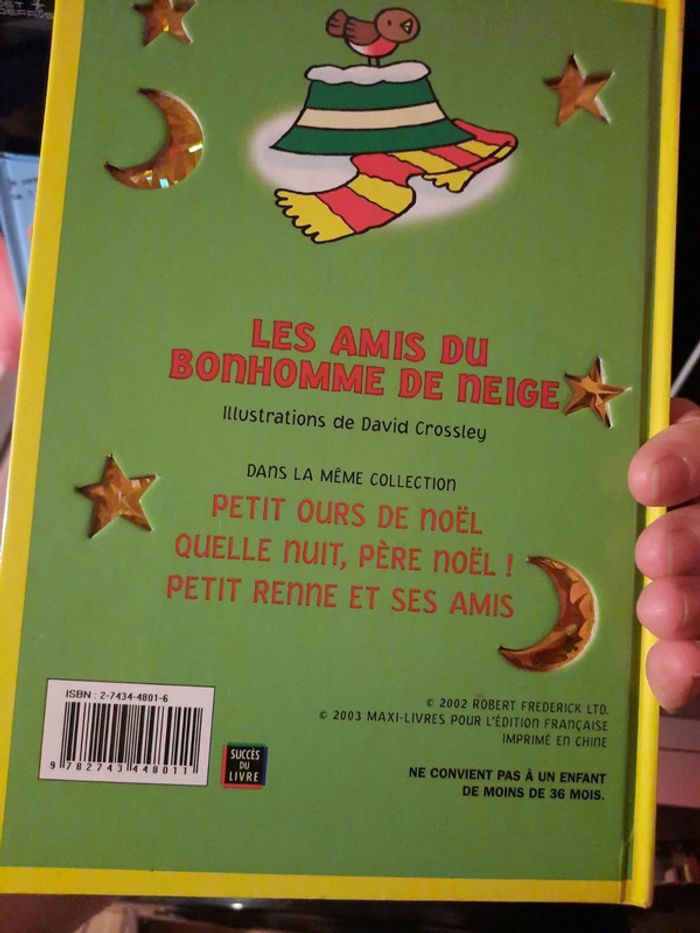 LES AMIS DU
BONHOMME DE NEIGE
Illustrations de David Crossley
DANS LA MÊME COLLECTION
PETIT OURS DE NOËL
QUELLE NUIT, PÈRE NOËL !
PETIT RENNE ET SES AMIS
ISBN : 2-7434-4801-6
9 782743 448011
SUCCÈS
DU
LIVRE
© 2002 ROBERT FREDERICK LTD.
© 2003 MAXI-LIVRES POUR L'ÉDITION FRANÇAISE
IMPRIMÉ EN CHINE
NE CONVIENT PAS À UN ENFANT
DE MOINS DE 36 MOIS.